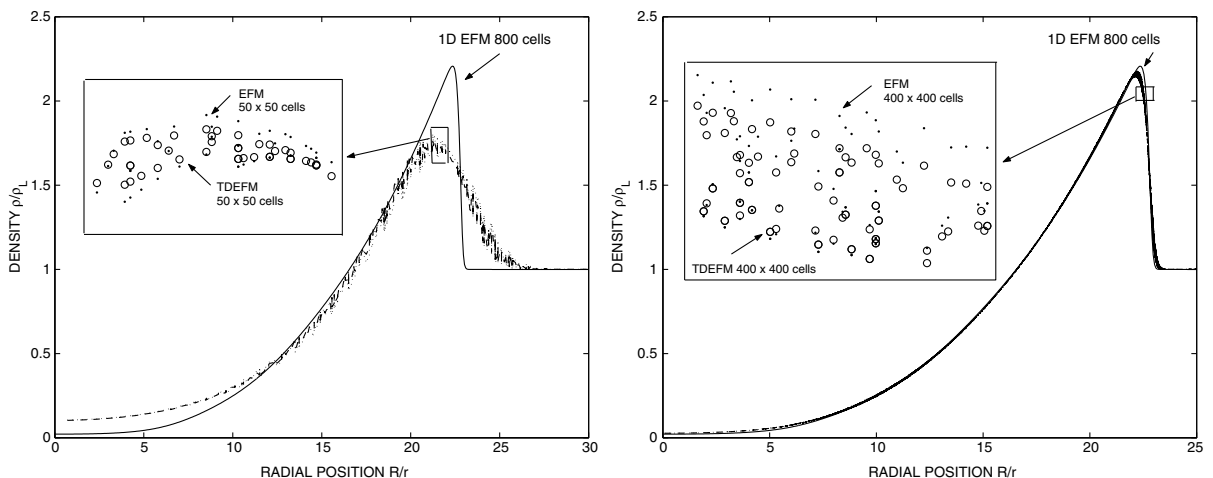 2.5
2
1.5
1
0.5
0
0
5
10
15
20
25
30
DENSITY ρ/ρL
RADIAL POSITION R/r
1D EFM 800 cells
EFM
50 x 50 cells
TDEFM
50 x 50 cells
2.5
2
1.5
1
0.5
0
0
5
10
15
20
25
DENSITY ρ/ρL
RADIAL POSITION R/r
1D EFM 800 cells
EFM
400 x 400 cells
TDEFM 400 x 400 cells